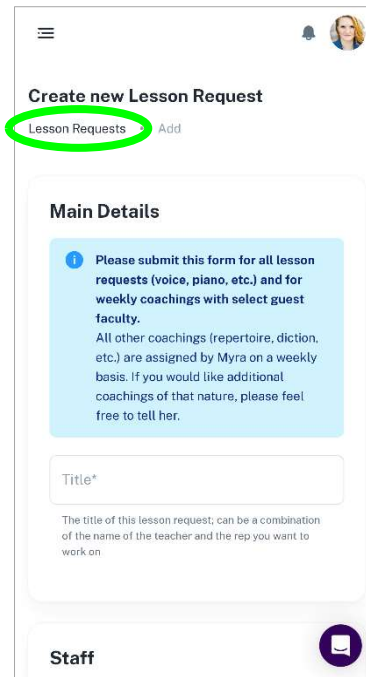 Create new Lesson Request
Lesson Requests • Add
Main Details
Please submit this form for all lesson
requests (voice, piano, etc.) and for
weekly coachings with select guest
faculty.
All other coachings (repertoire, diction,
etc.) are assigned by Myra on a weekly
basis. If you would like additional
coachings of that nature, please feel
free to tell her.
Title*
The title of this lesson request; can be a combination
of the name of the teacher and the rep you want to
work on
Staff